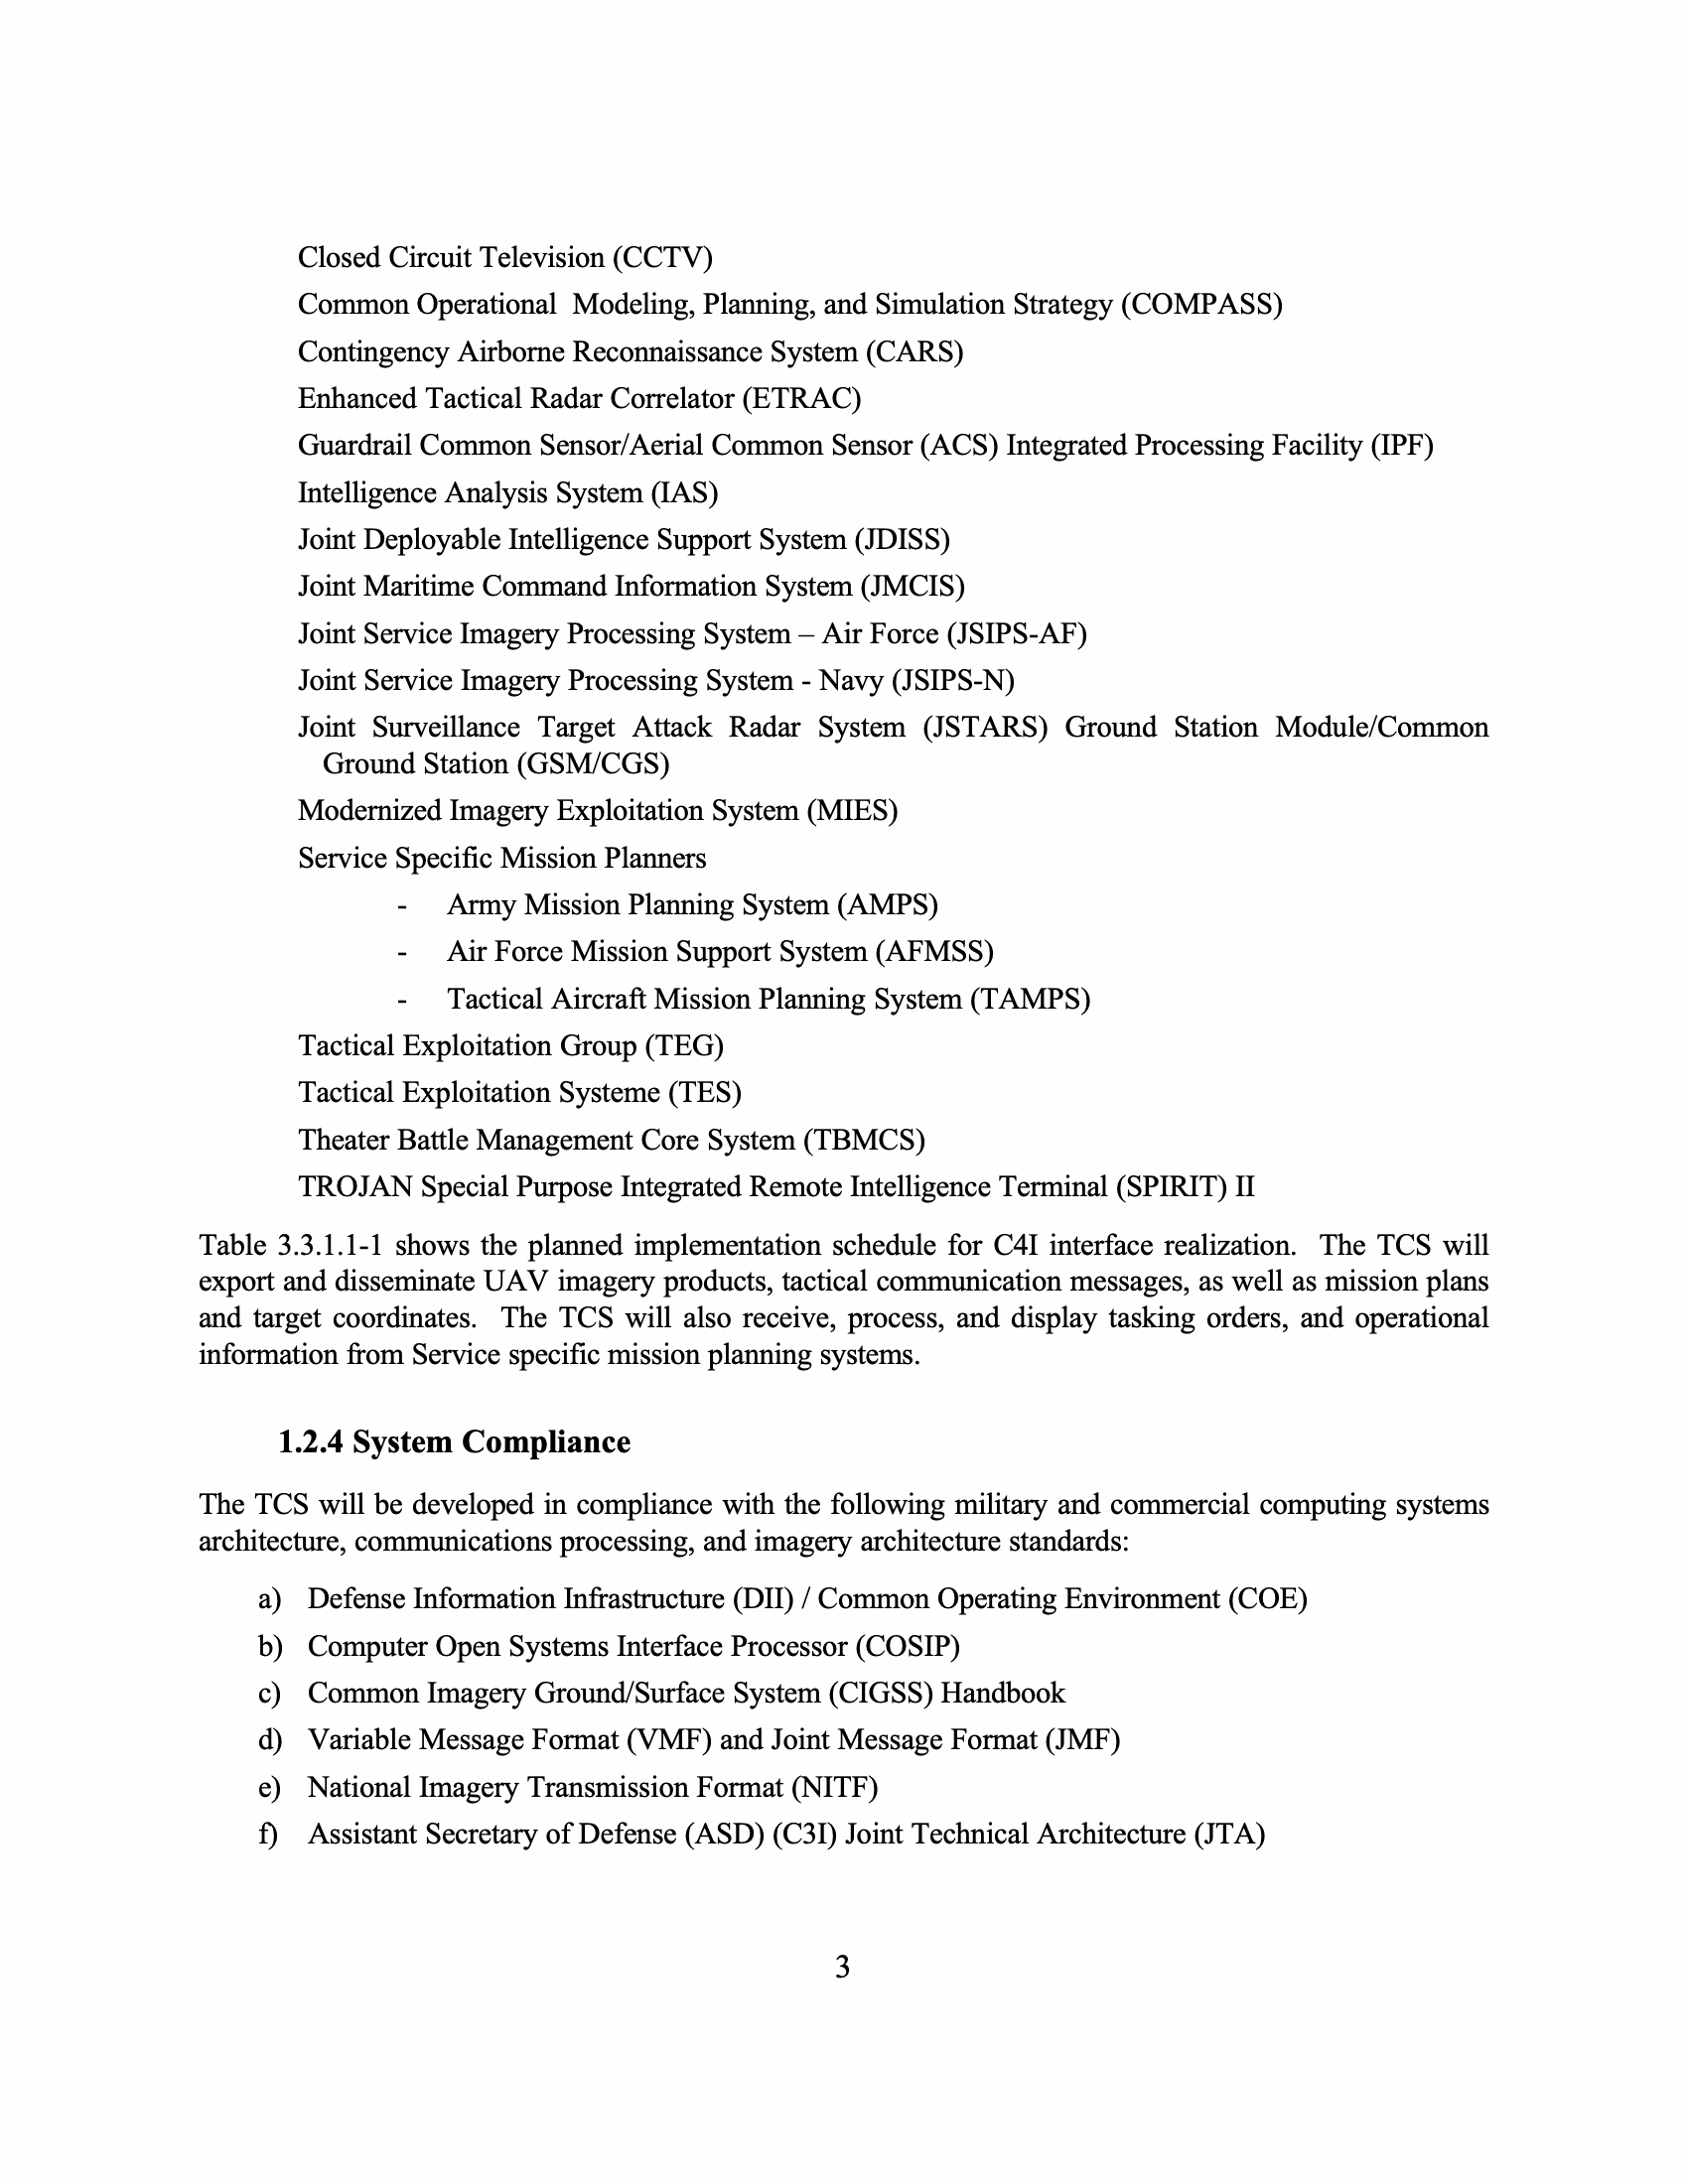 Closed Circuit Television (CCTV)
Common Operational  Modeling, Planning, and Simulation Strategy (COMPASS)
Contingency Airborne Reconnaissance System (CARS)
Enhanced Tactical Radar Correlator (ETRAC)
Guardrail Common Sensor/Aerial Common Sensor (ACS) Integrated Processing Facility (IPF)
Intelligence Analysis System (IAS)
Joint Deployable Intelligence Support System (JDISS)
Joint Maritime Command Information System (JMCIS)
Joint Service Imagery Processing System – Air Force (JSIPS-AF)
Joint Service Imagery Processing System - Navy (JSIPS-N)
Joint Surveillance Target Attack Radar System (JSTARS) Ground Station Module/Common
Ground Station (GSM/CGS)
Modernized Imagery Exploitation System (MIES)
Service Specific Mission Planners
- Army Mission Planning System (AMPS)
- Air Force Mission Support System (AFMSS)
- Tactical Aircraft Mission Planning System (TAMPS)
Tactical Exploitation Group (TEG)
Tactical Exploitation Systeme (TES)
Theater Battle Management Core System (TBMCS)
TROJAN Special Purpose Integrated Remote Intelligence Terminal (SPIRIT) II
Table 3.3.1.1-1 shows the planned implementation schedule for C4I interface realization.  The TCS will
export and disseminate UAV imagery products, tactical communication messages, as well as mission plans
and target coordinates.  The TCS will also receive, process, and display tasking orders, and operational
information from Service specific mission planning systems.
1.2.4 System Compliance
The TCS will be developed in compliance with the following military and commercial computing systems
architecture, communications processing, and imagery architecture standards:
a) Defense Information Infrastructure (DII) / Common Operating Environment (COE)
b) Computer Open Systems Interface Processor (COSIP)
c) Common Imagery Ground/Surface System (CIGSS) Handbook
d) Variable Message Format (VMF) and Joint Message Format (JMF)
e) National Imagery Transmission Format (NITF)
f) Assistant Secretary of Defense (ASD) (C3I) Joint Technical Architecture (JTA)
3